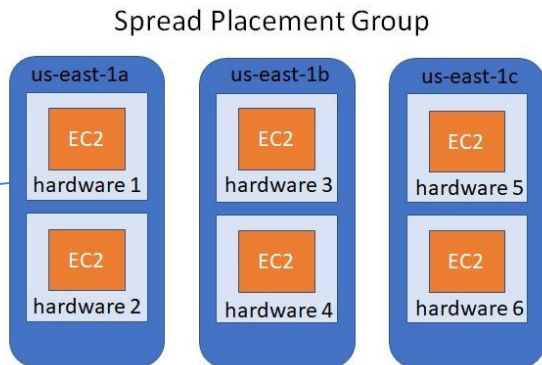 Spread Placement Group
us-east-1a
EC2
hardware 1
EC2
hardware 2
us-east-1b
EC2
hardware 3
EC2
hardware 4
us-east-1c
EC2
hardware 5
EC2
hardware 6